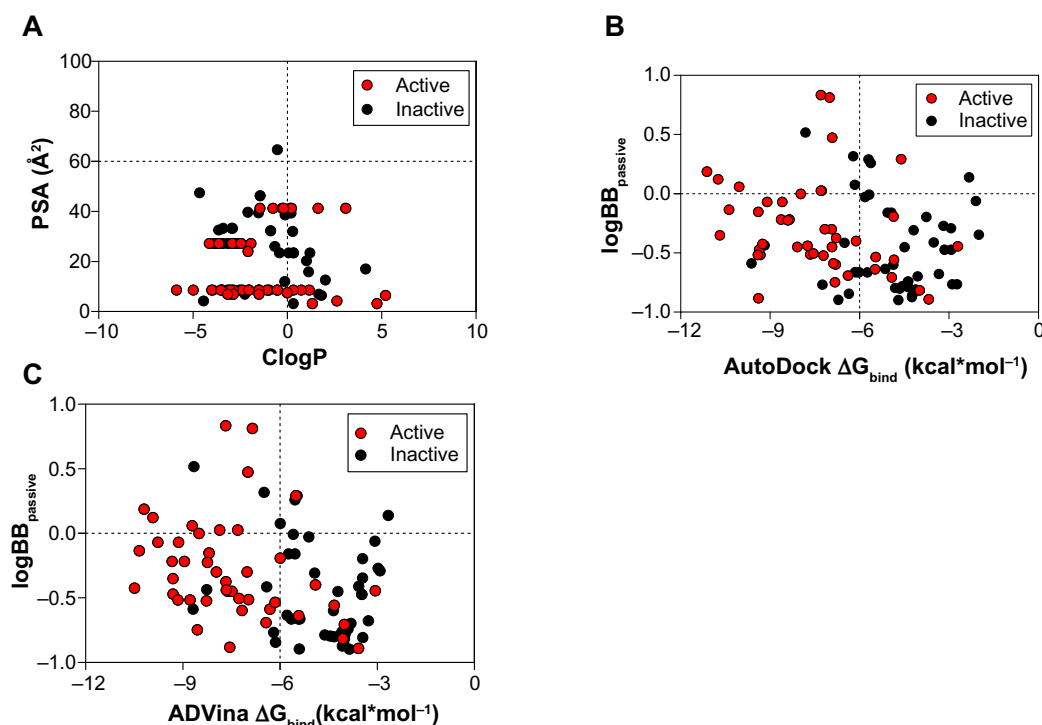 A
100
80
60
40
20
0
PSA (Å²)
−10
−5
0
5
10
ClogP
Active
Inactive
B
1.0
0.5
0.0
−0.5
−1.0
logBBpassive
−12
−9
−6
−3
0
AutoDock ΔGbind (kcal*mol⁻¹)
Active
Inactive
C
1.0
0.5
0.0
−0.5
−1.0
logBBpassive
−12
−9
−6
−3
0
ADVina ΔGbind(kcal*mol⁻¹)
Active
Inactive